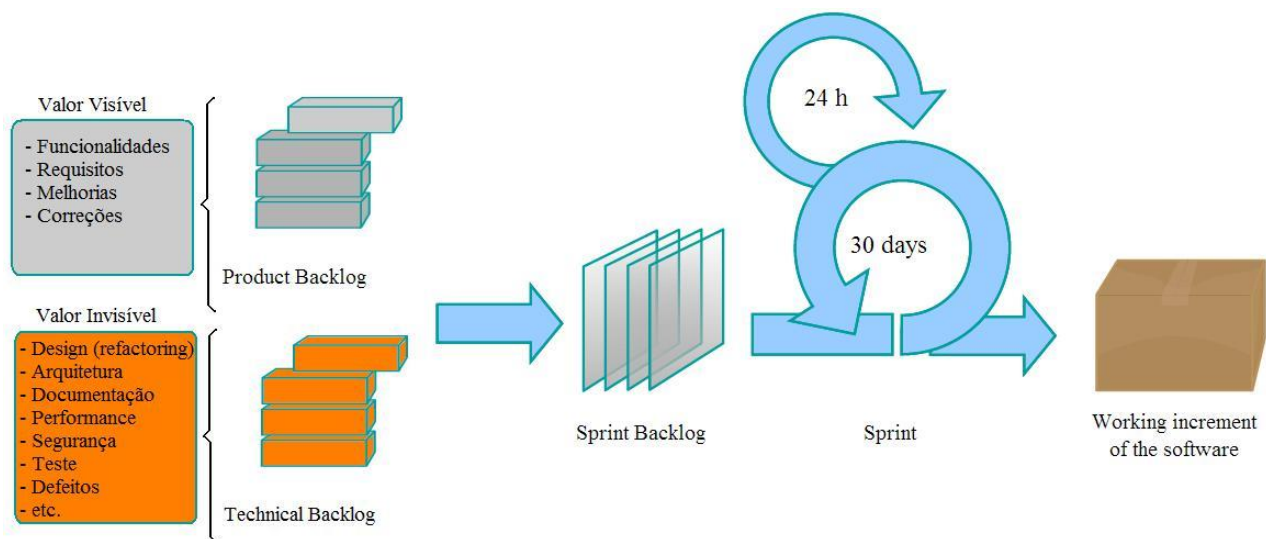 Valor Visível
- Funcionalidades
- Requisitos
- Melhorias
- Correções
Product Backlog
Valor Invisível
- Design (refactoring)
- Arquitetura
- Documentação
- Performance
- Segurança
- Teste
- Defeitos
- etc.
Technical Backlog
Sprint Backlog
24 h
30 days
Sprint
Working increment
of the software